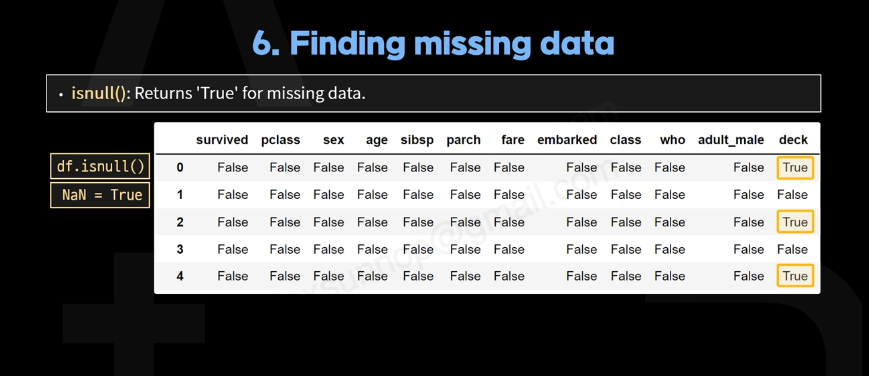 6. Finding missing data
• isnull(): Returns 'True' for missing data.
df.isnull()
NaN = True
survived pclass sex age sibsp parch fare embarked class who adult_male deck
0 False False False False False False False False False False False True
1 False False False False False False False False False False False False
2 False False False False False False False False False False False True
3 False False False False False False False False False False False False
4 False False False False False False False False False False False True
@gmail.com